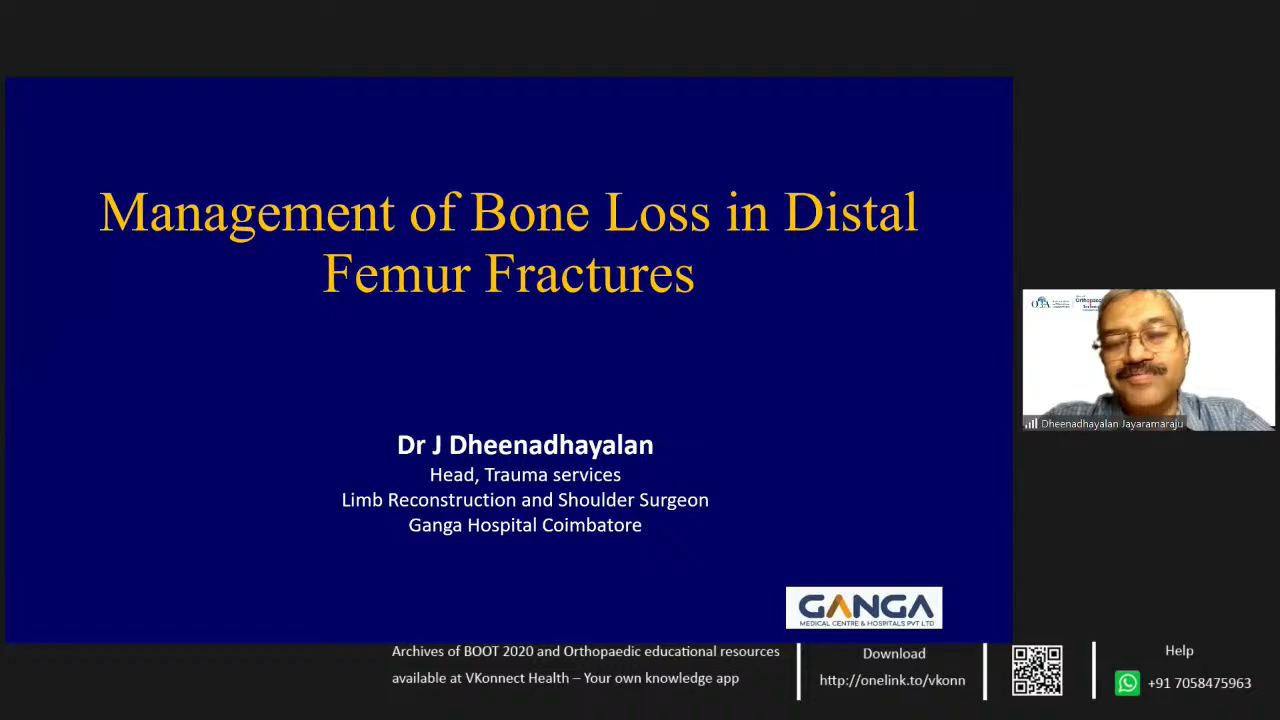 Management of Bone Loss in Distal
Femur Fractures
Dr J Dheenadhayalan
Head, Trauma services
Limb Reconstruction and Shoulder Surgeon
Ganga Hospital Coimbatore
GANGA
MEDICAL CENTRE & HOSPITALS PVT LTD
Dheenadhayalan Jayaramaraju
Archives of BOOT 2020 and Orthopaedic educational resources
available at VKonnect Health – Your own knowledge app
Download
http://onelink.to/vkonn
Help
+91 7058475963